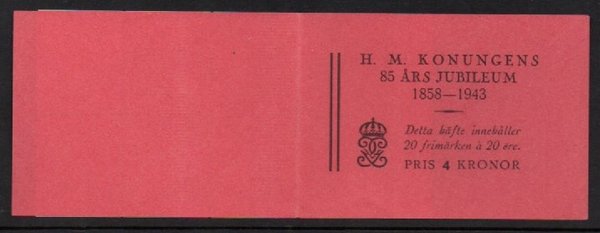 H. M. KONUNGENS
85 ÅRS JUBILEUM
1858—1943
Detta häfte innehåller
20 frimärken à 20 öre.
PRIS 4 KRONOR